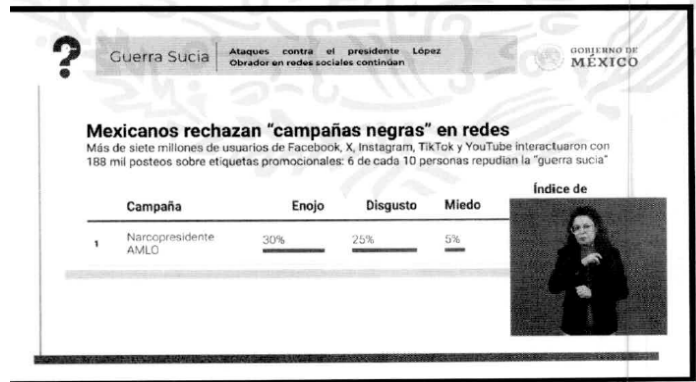 ?
Guerra Sucia
Ataques contra el presidente López
Obrador en redes sociales continúan
GOBIERNO DE
MÉXICO
Mexicanos rechazan “campañas negras” en redes
Más de siete millones de usuarios de Facebook, X, Instagram, TikTok y YouTube interactuaron con
188 mil posteos sobre etiquetas promocionales: 6 de cada 10 personas repudian la "guerra sucia"
Índice de
Campaña Enojo Disgusto Miedo
1 Narcopresidente 30% 25% 5%
AMLO